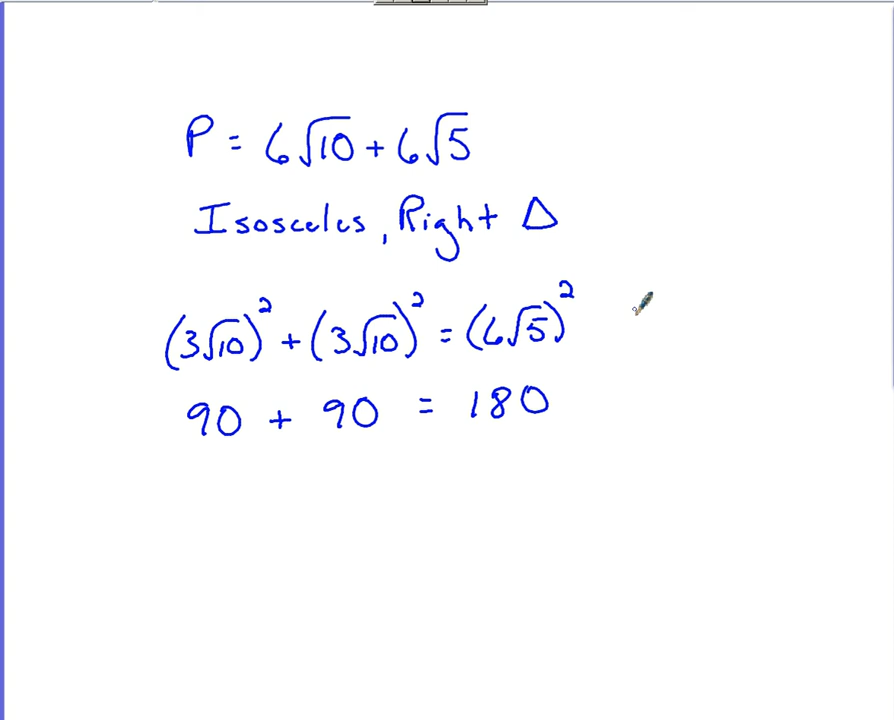 P = 6√10 + 6√5
Isosceles, Right Δ
(3√10)² + (3√10)² = (6√5)²
90 + 90 = 180